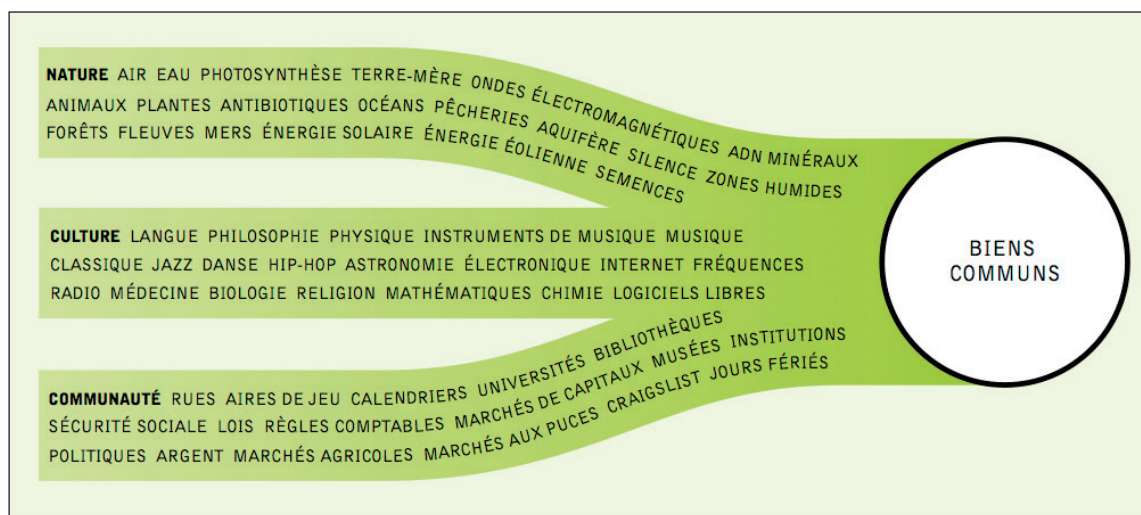 NATURE AIR EAU PHOTOSYNTHÈSE TERRE-MÈRE ONDES ÉLECTROMAGNÉTIQUES ADN MINÉRAUX
ANIMAUX PLANTES ANTIBIOTIQUES OCÉANS PÊCHERIES AQUIFÈRE SILENCE ZONES HUMIDES
FORÊTS FLEUVES MERS ÉNERGIE SOLAIRE ÉNERGIE ÉOLIENNE SEMENCES
CULTURE LANGUE PHILOSOPHIE PHYSIQUE INSTRUMENTS DE MUSIQUE MUSIQUE
CLASSIQUE JAZZ DANSE HIP-HOP ASTRONOMIE ÉLECTRONIQUE INTERNET FRÉQUENCES
RADIO MÉDECINE BIOLOGIE RELIGION MATHÉMATIQUES CHIMIE LOGICIELS LIBRES
COMMUNAUTÉ RUES AIRES DE JEU CALENDRIERS UNIVERSITÉS BIBLIOTHÈQUES
SÉCURITÉ SOCIALE LOIS RÈGLES COMPTABLES MARCHÉS DE CAPITAUX MUSÉES INSTITUTIONS
POLITIQUES ARGENT MARCHÉS AGRICOLES MARCHÉS AUX PUCES CRAIGSLIST JOURS FÉRIÉS
BIENS
COMMUNS